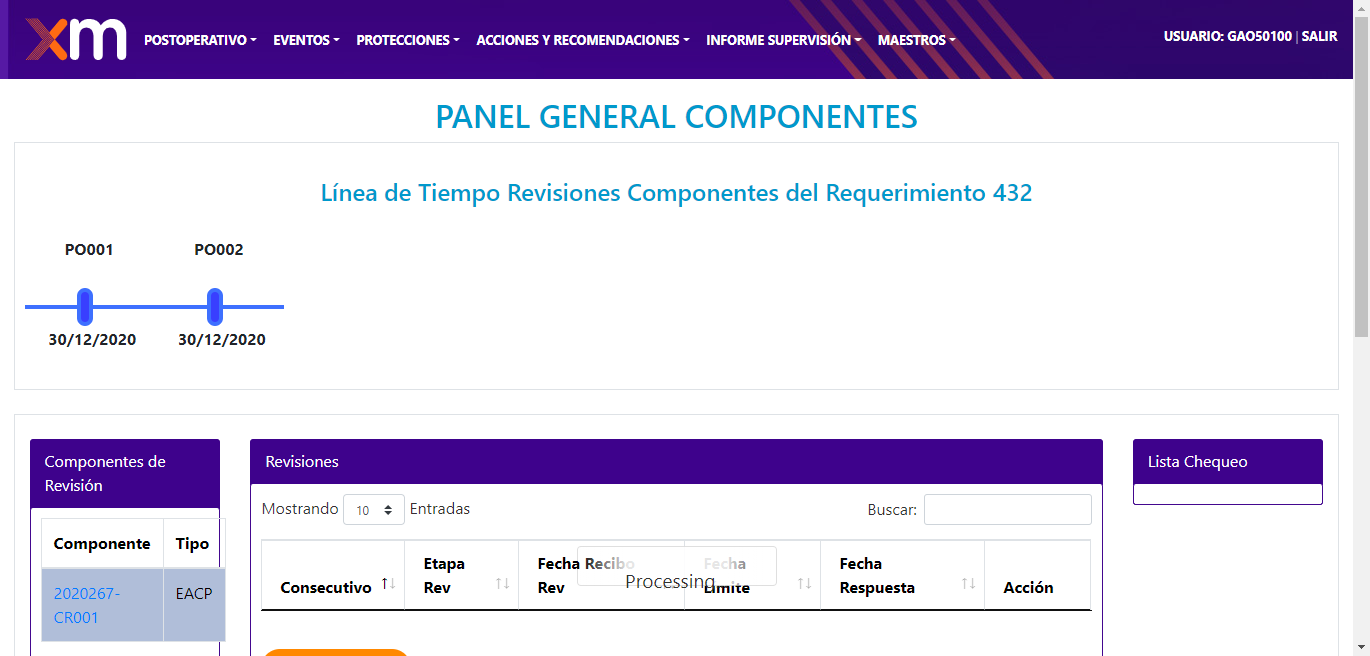 xm
POSTOPERATIVO EVENTOS PROTECCIONES ACCIONES Y RECOMENDACIONES INFORME SUPERVISIÓN MAESTROS USUARIO: GAO50100 | SALIR
PANEL GENERAL COMPONENTES
Línea de Tiempo Revisiones Componentes del Requerimiento 432
PO001 PO002
30/12/2020 30/12/2020
Componentes de
Revisión
Componente Tipo
2020267-
CR001
EACP
Revisiones
Mostrando 10 Entradas
Buscar:
Consecutivo
Etapa
Rev
Fecha Recibo
Rev
Fecha
Límite
Fecha
Respuesta
Acción
Processing...
Lista Chequeo